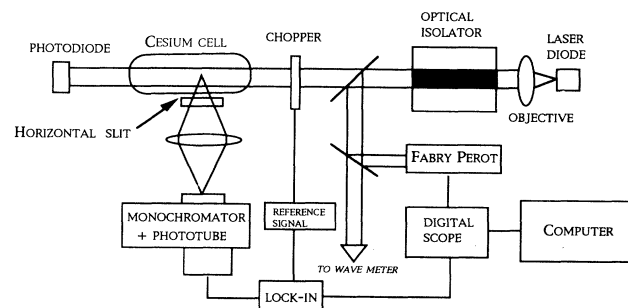 OPTICAL
ISOLATOR
LASER
DIODE
PHOTODIODE
CESIUM CELL
CHOPPER
HORIZONTAL SLIT
OBJECTIVE
FABRY PEROT
MONOCHROMATOR
+ PHOTOTUBE
REFERENCE
SIGNAL
DIGITAL
SCOPE
COMPUTER
TO WAVE METER
LOCK-IN